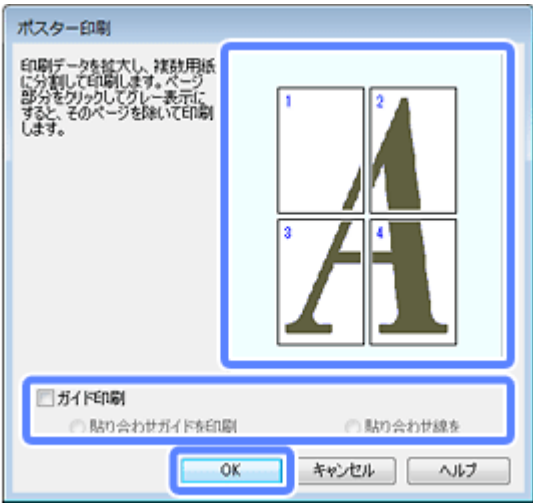 ポスター印刷
印刷データを拡大し、複数用紙
に分割して印刷します。ページ
部分をクリックしてグレー表示に
すると、そのページを除いて印刷
します。
1
2
A
3
4
ガイド印刷
貼り合わせガイドを印刷
貼り合わせ線を
OK
キャンセル
ヘルプ